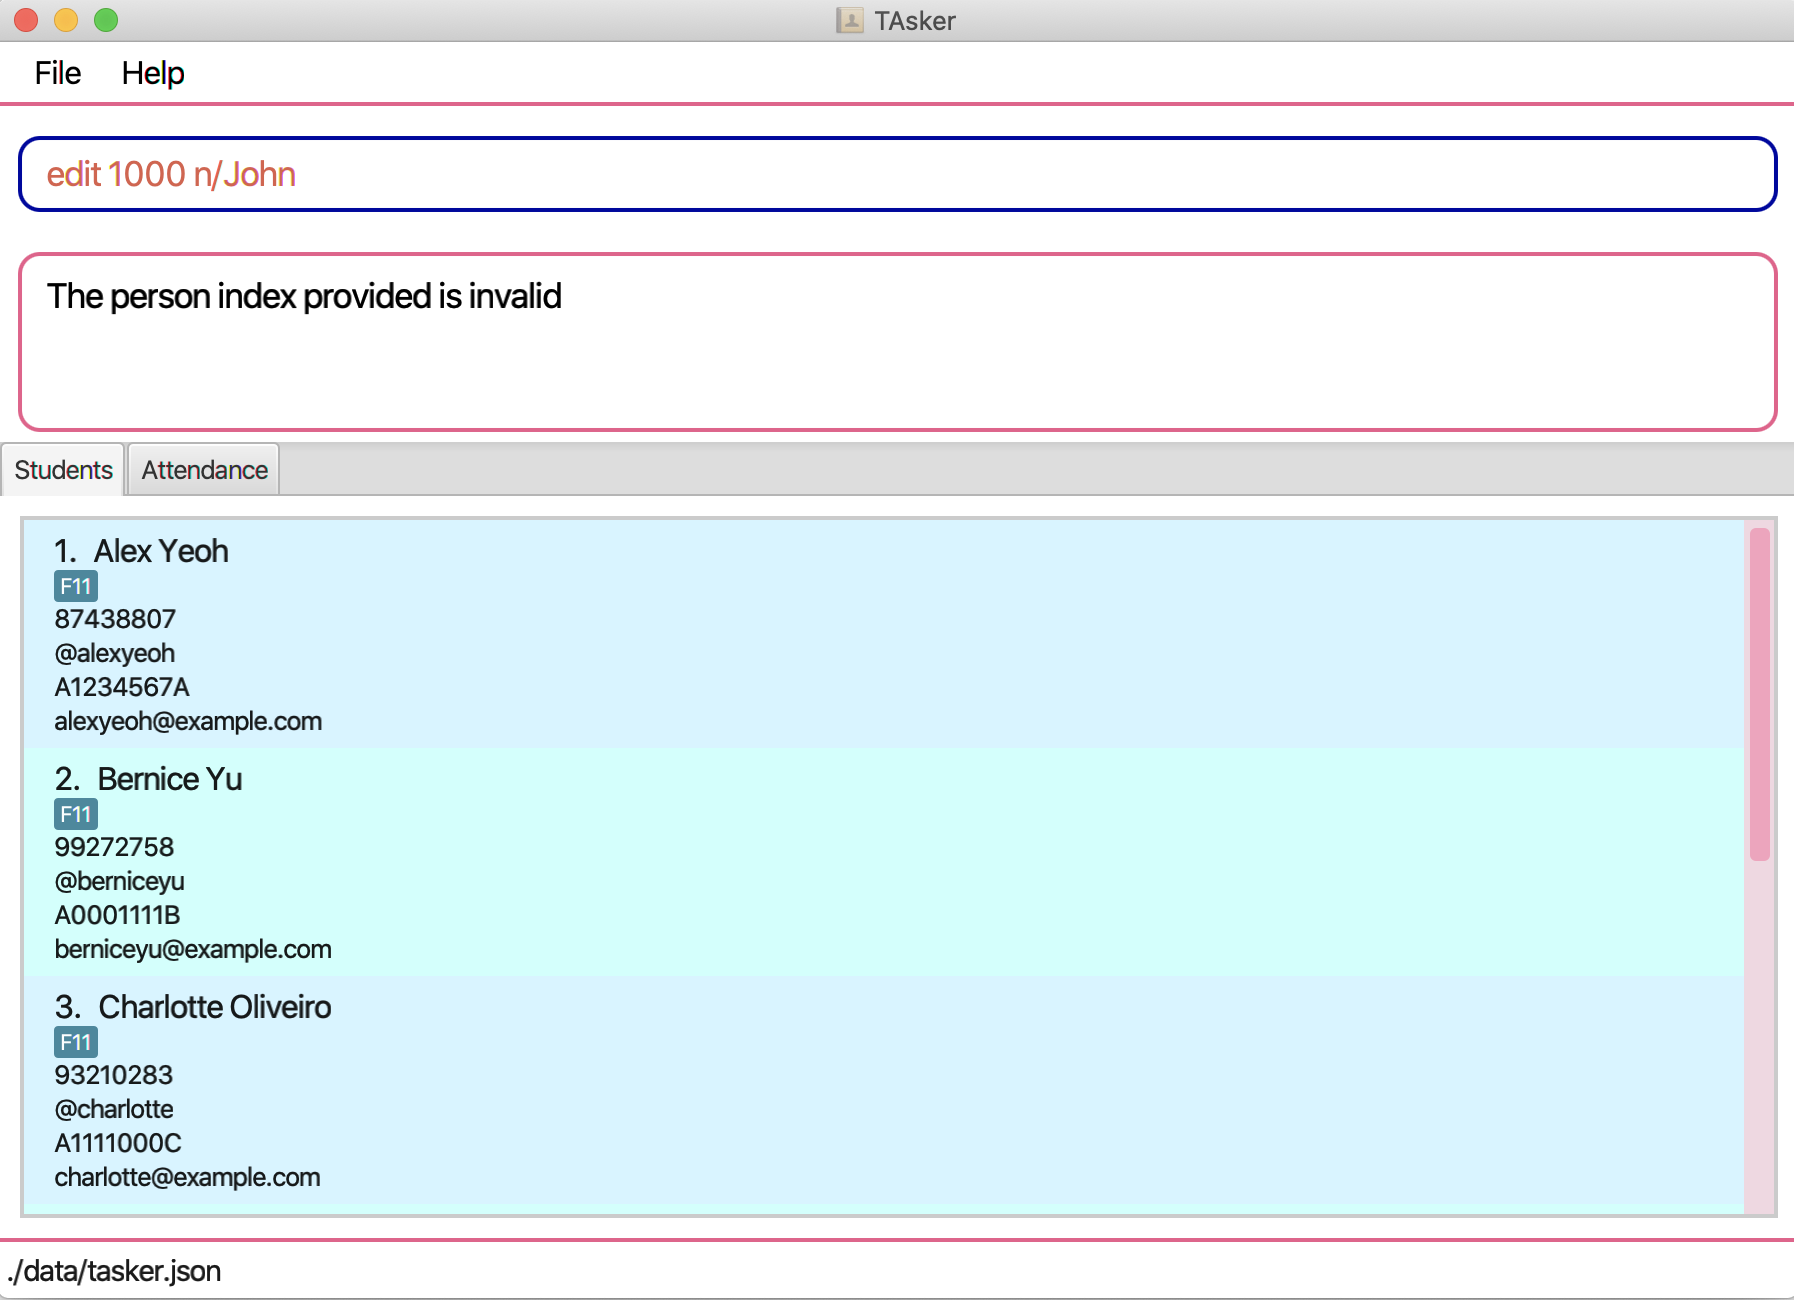 TAsker
File Help
edit 1000 n/John
The person index provided is invalid
Students Attendance
1. Alex Yeoh
F11
87438807
@alexyeoh
A1234567A
alexyeoh@example.com
2. Bernice Yu
F11
99272758
@berniceyu
A0001111B
berniceyu@example.com
3. Charlotte Oliveiro
F11
93210283
@charlotte
A1111000C
charlotte@example.com
./data/tasker.json